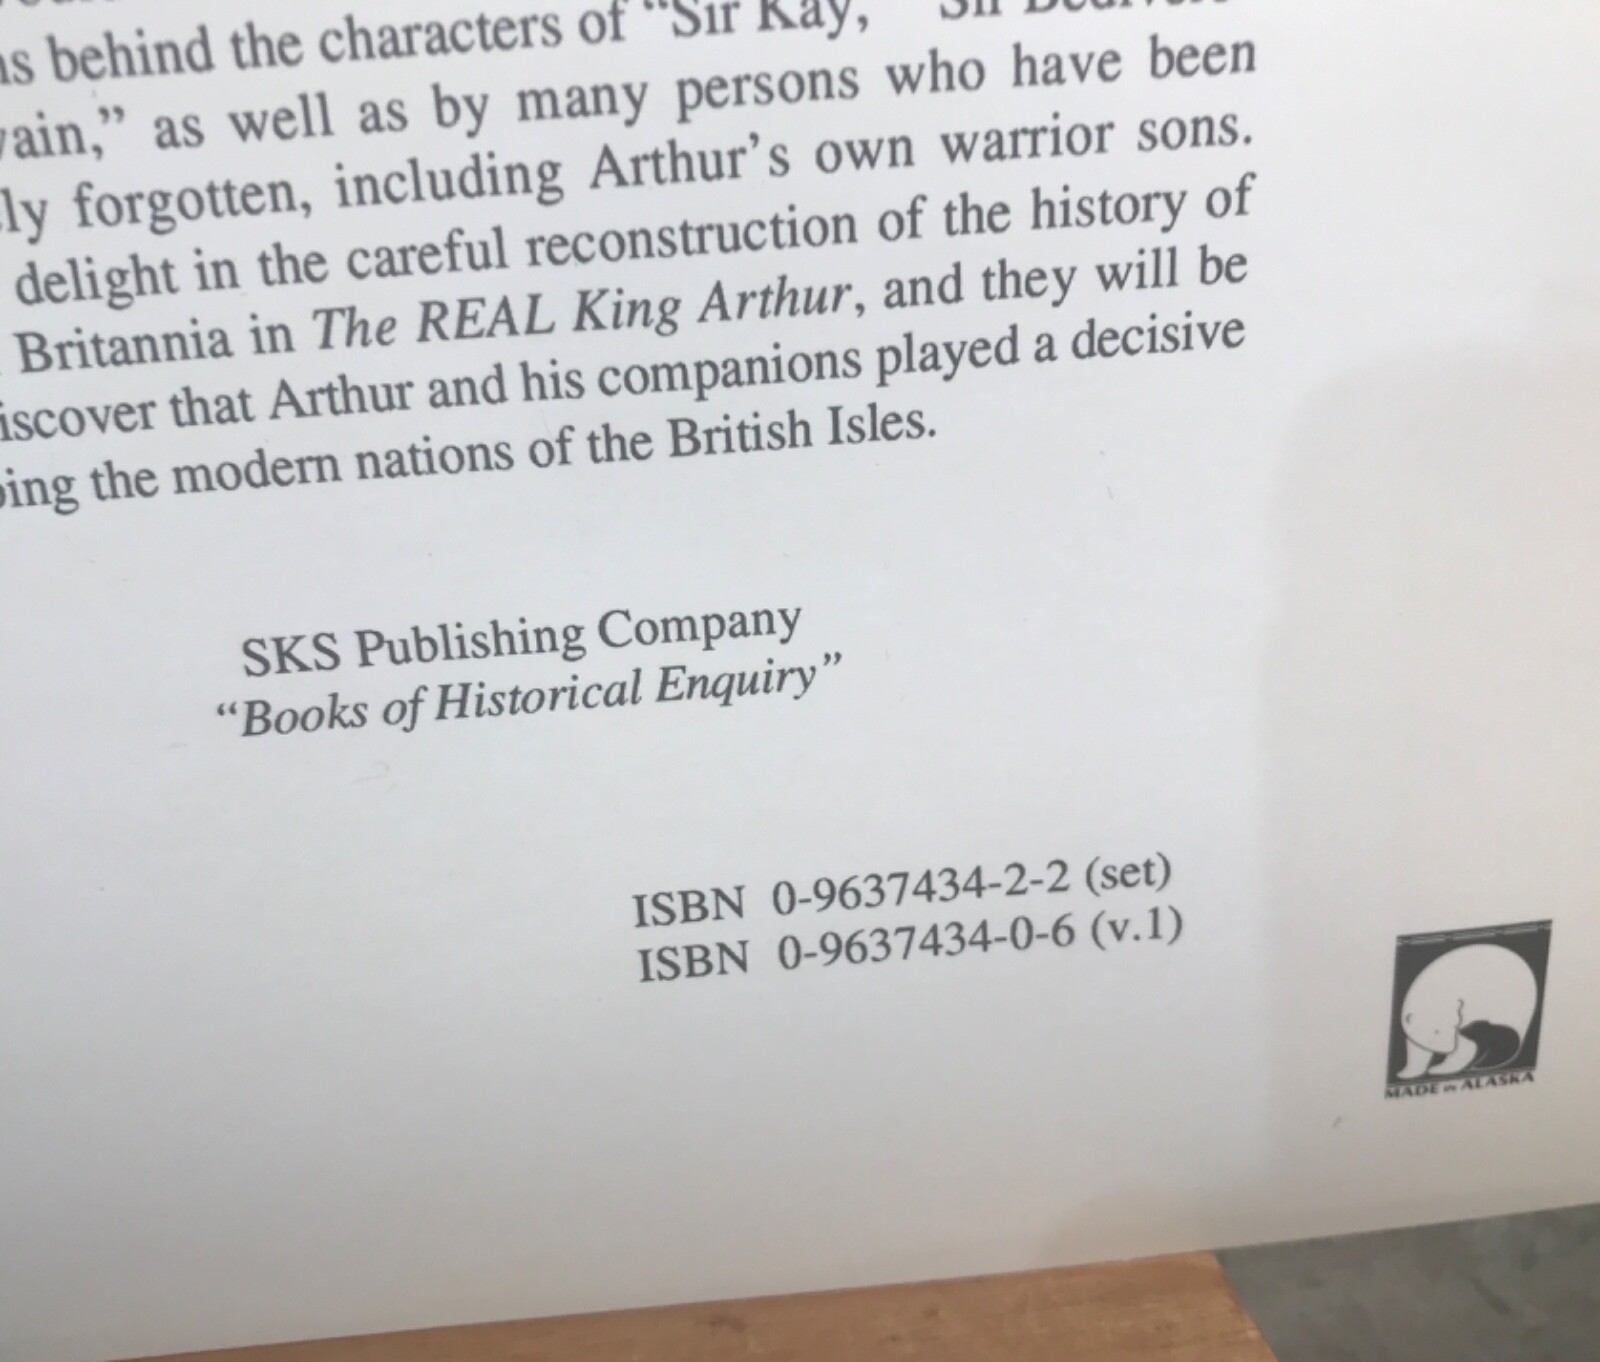 behind the characters of “Sir Kay, “Sir
as well as by many persons who have been
forgotten, including Arthur’s own warrior sons.
delight in the careful reconstruction of the history of
Britannia in The REAL King Arthur, and they will be
iscover that Arthur and his companions played a decisive
the modern nations of the British Isles.
SKS Publishing Company
“Books of Historical Enquiry”
ISBN 0-9637434-2-2 (set)
ISBN 0-9637434-0-6 (v.1)
MADE in ALASKA